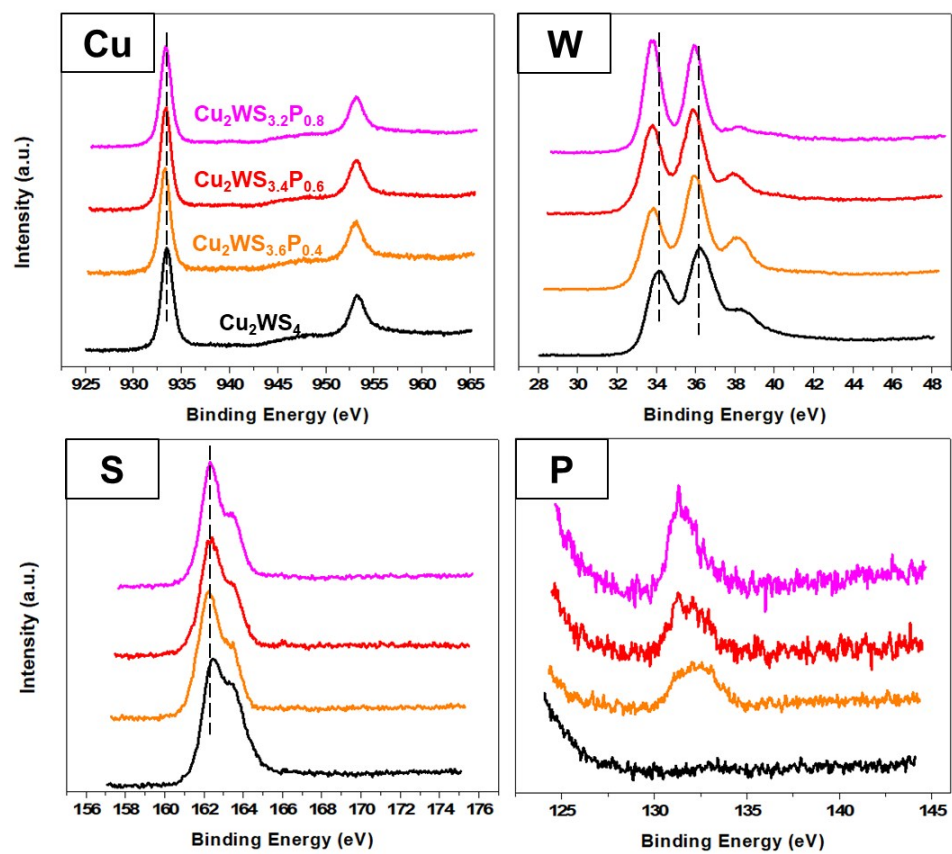 Cu
W
Cu₂WS₃.₂P₀.₈
Cu₂WS₃.₄P₀.₆
Cu₂WS₃.₆P₀.₄
Cu₂WS₄
Intensity (a.u.)
925 930 935 940 945 950 955 960 965
28 30 32 34 36 38 40 42 44 46 48
Binding Energy (eV)
Binding Energy (eV)
S
P
Intensity (a.u.)
156 158 160 162 164 166 168 170 172 174 176
125 130 135 140 145
Binding Energy (eV)
Binding Energy (eV)